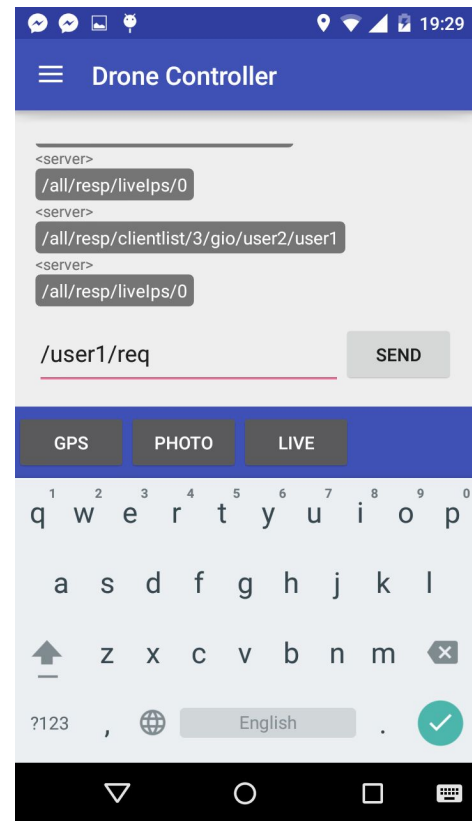 19:29
Drone Controller
<server>
/all/resp/liveIps/0
<server>
/all/resp/clientlist/3/gio/user2/user1
<server>
/all/resp/liveIps/0
/user1/req SEND
GPS PHOTO LIVE
1 2 3 4 5 6 7 8 9 0
q w e r t y u i o p
a s d f g h j k l
z x c v b n m
?123 , English .